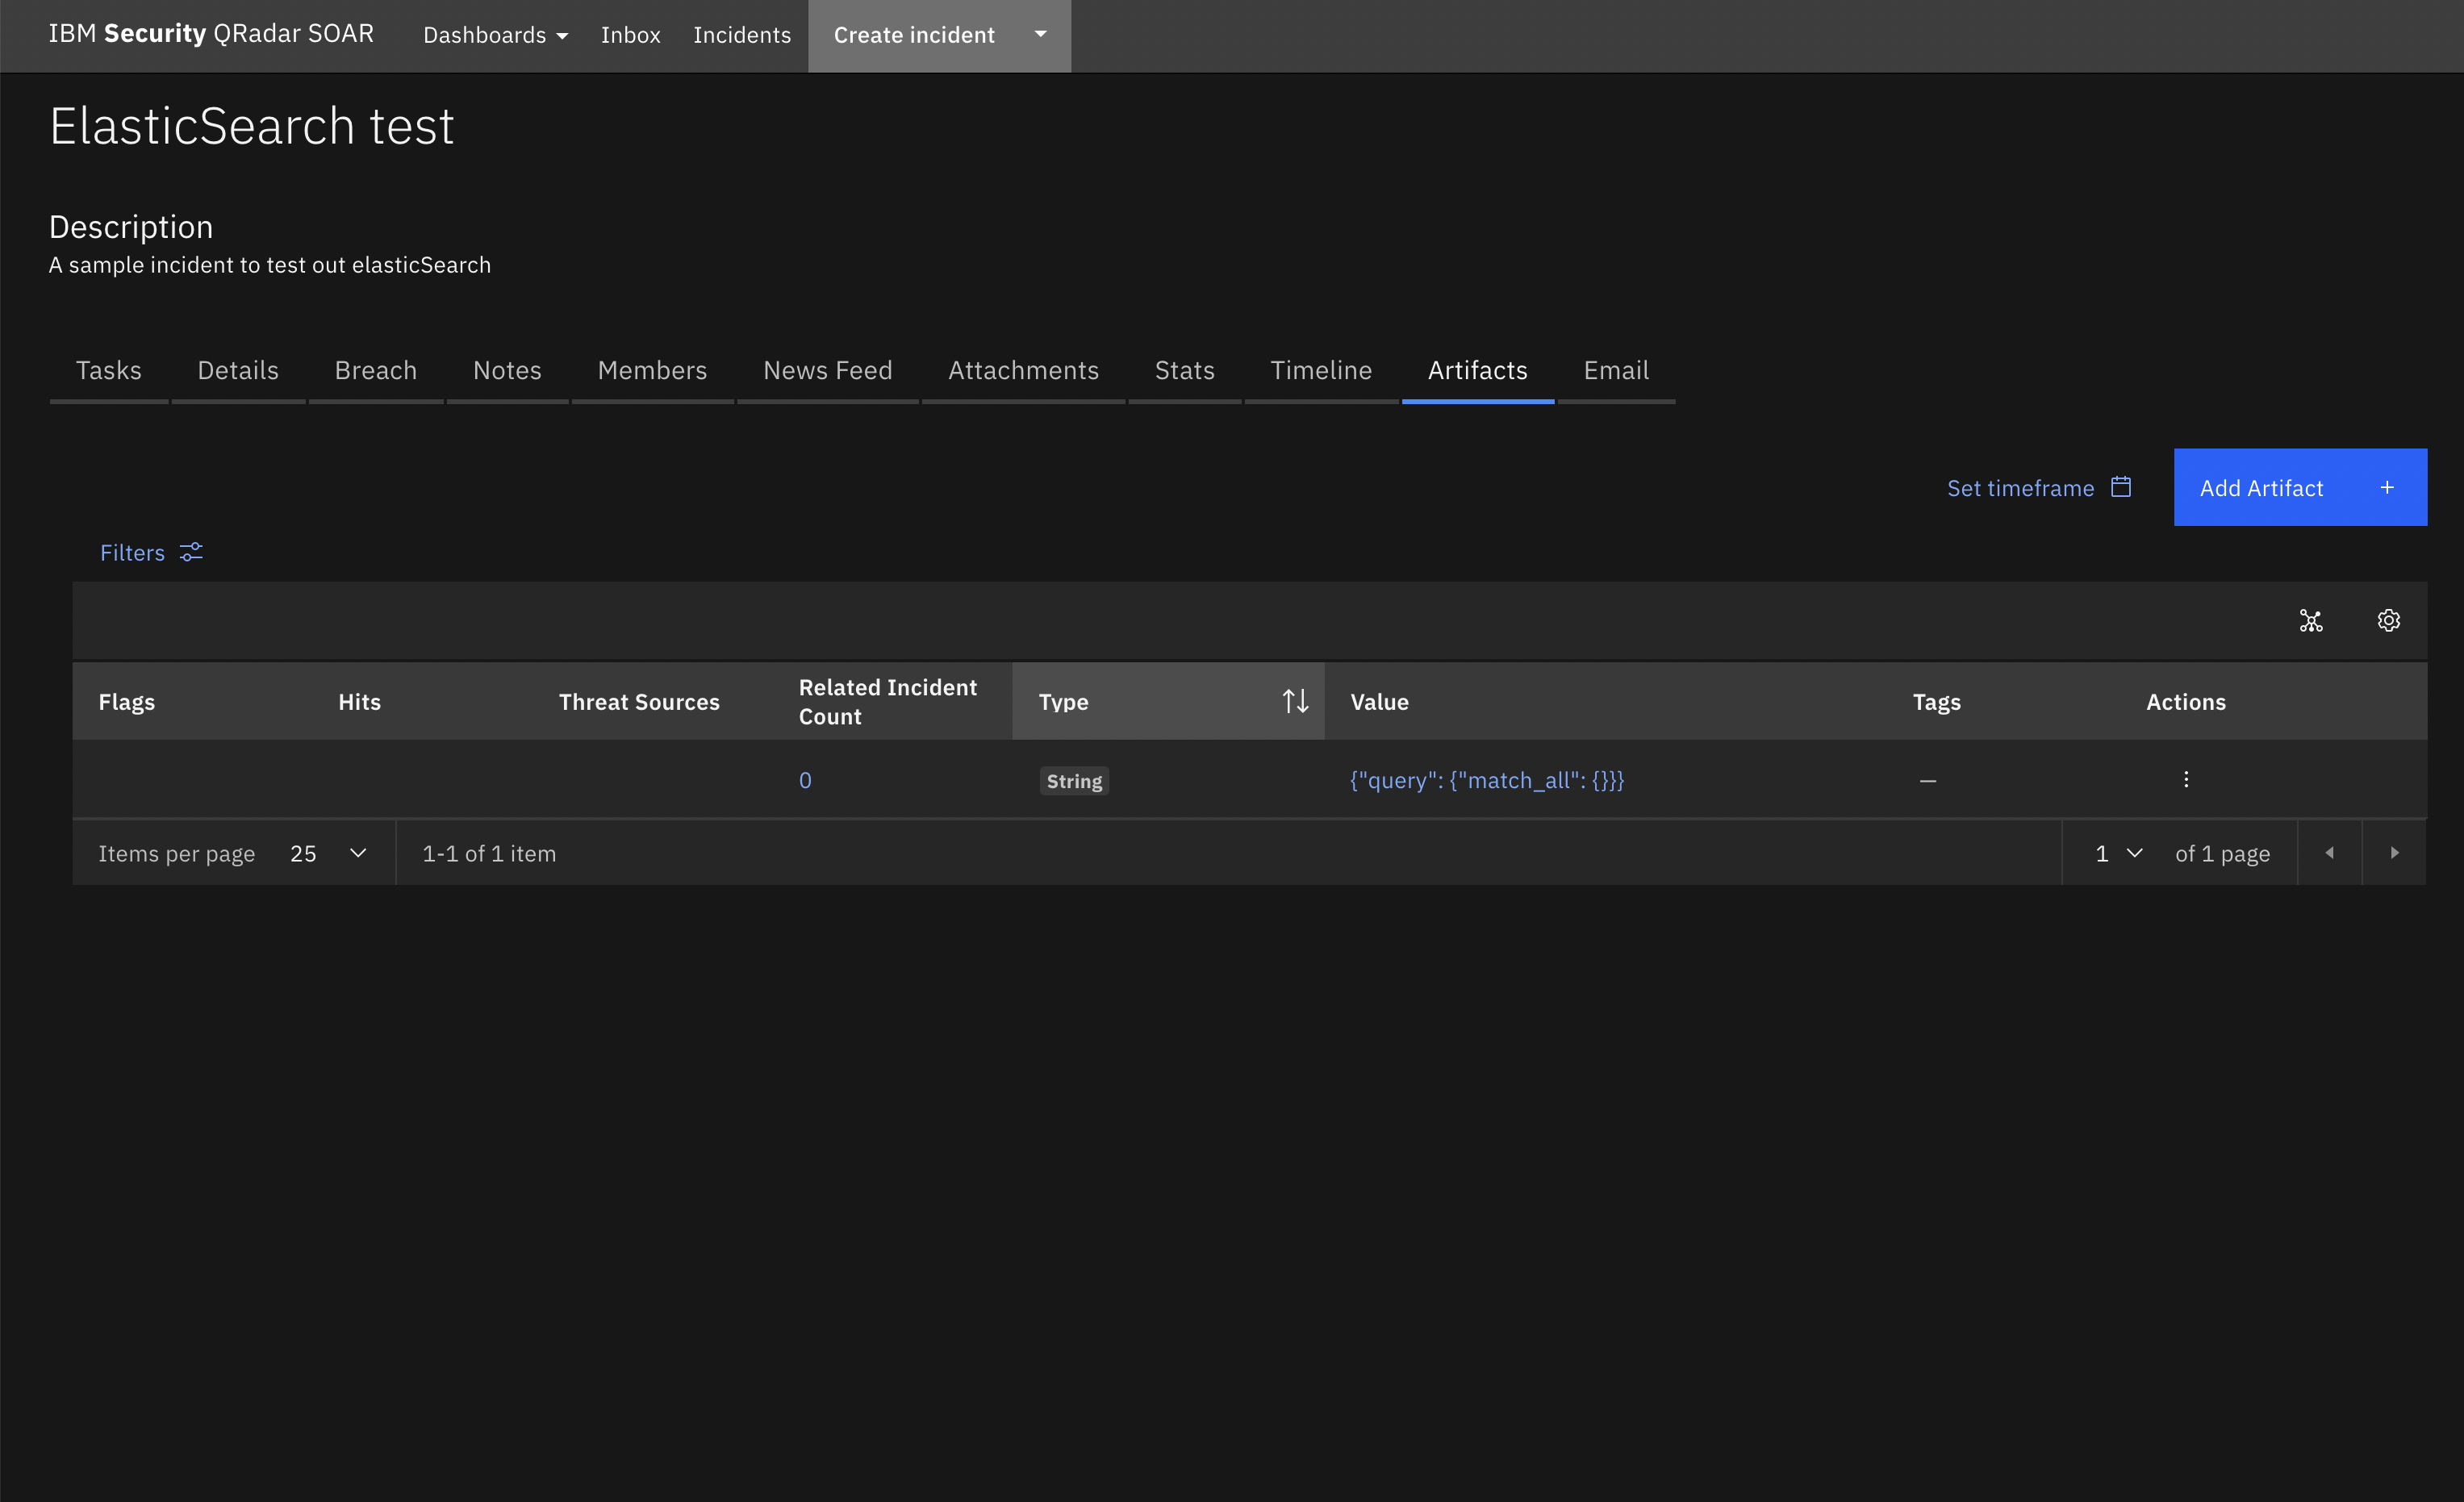 IBM Security QRadar SOAR Dashboards Inbox Incidents Create incident
ElasticSearch test
Description
A sample incident to test out elasticSearch
Tasks Details Breach Notes Members News Feed Attachments Stats Timeline Artifacts Email
Set timeframe Add Artifact +
Filters
Flags Hits Threat Sources Related Incident Count Type Value Tags Actions
0 String {"query": {"match_all": {}}} —
Items per page 25 1-1 of 1 item 1 of 1 page